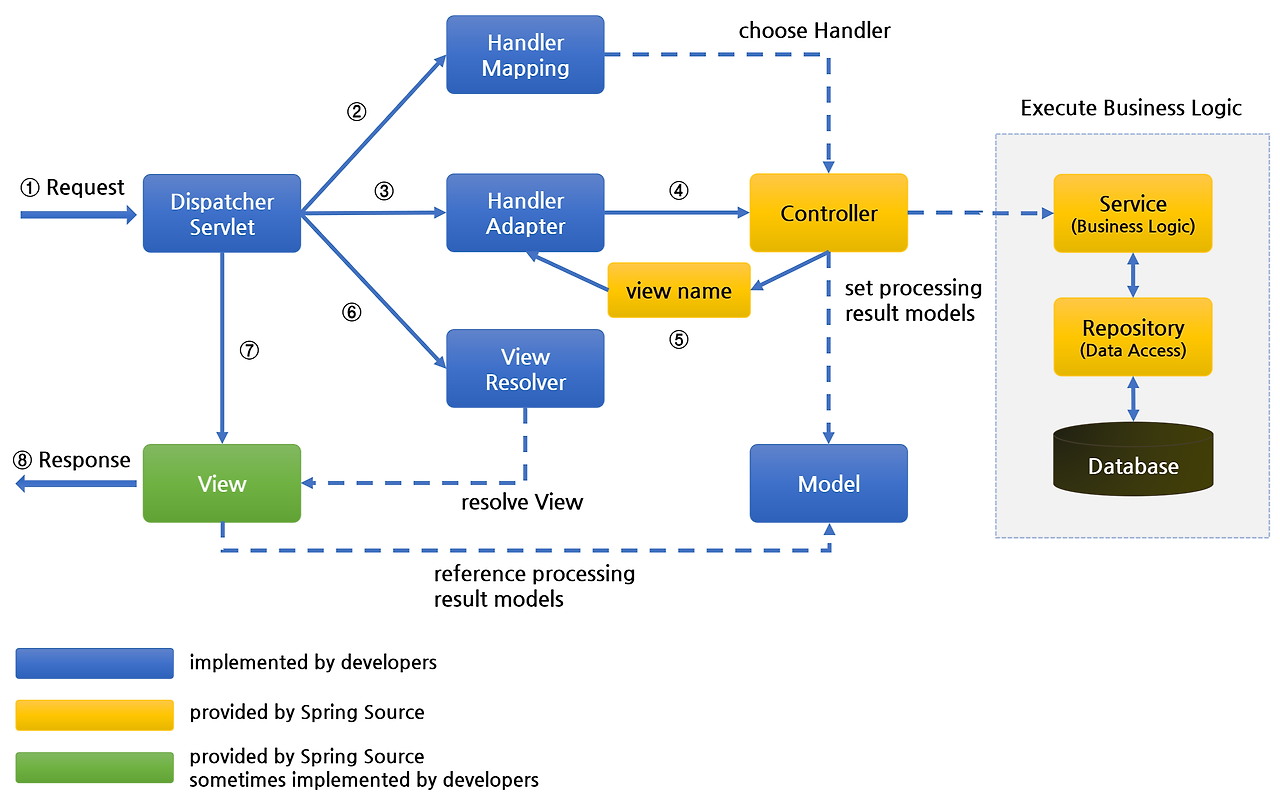 Handler
Mapping
choose Handler
②
Execute Business Logic
① Request
Dispatcher
Servlet
③
Handler
Adapter
④
Controller
Service
(Business Logic)
view name
⑤
set processing
result models
⑥
Repository
(Data Access)
⑦
View
Resolver
⑧ Response
View
resolve View
Model
Database
reference processing
result models
implemented by developers
provided by Spring Source
provided by Spring Source
sometimes implemented by developers